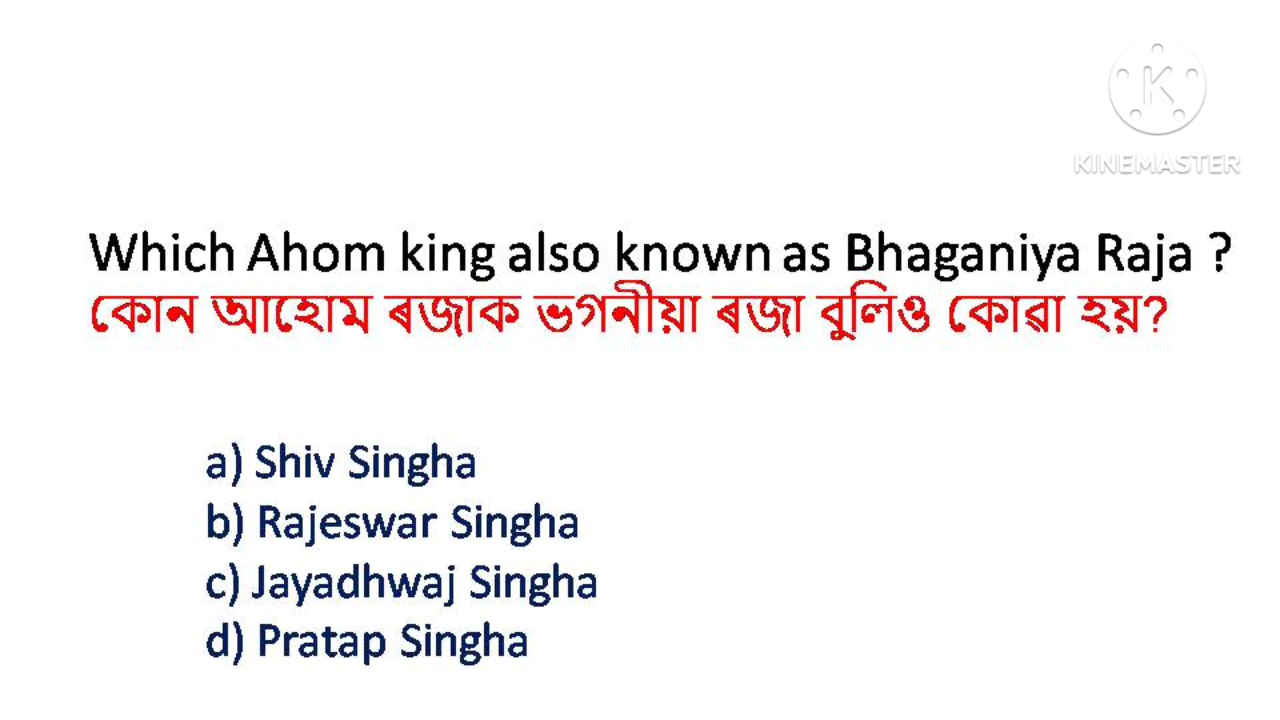 KINEMASTER
Which Ahom king also known as Bhaganiya Raja ?
কোন আহোম ৰজাক ভগনীয়া ৰজা বুলিও কোৱা হয়?
a) Shiv Singha
b) Rajeswar Singha
c) Jayadhwaj Singha
d) Pratap Singha